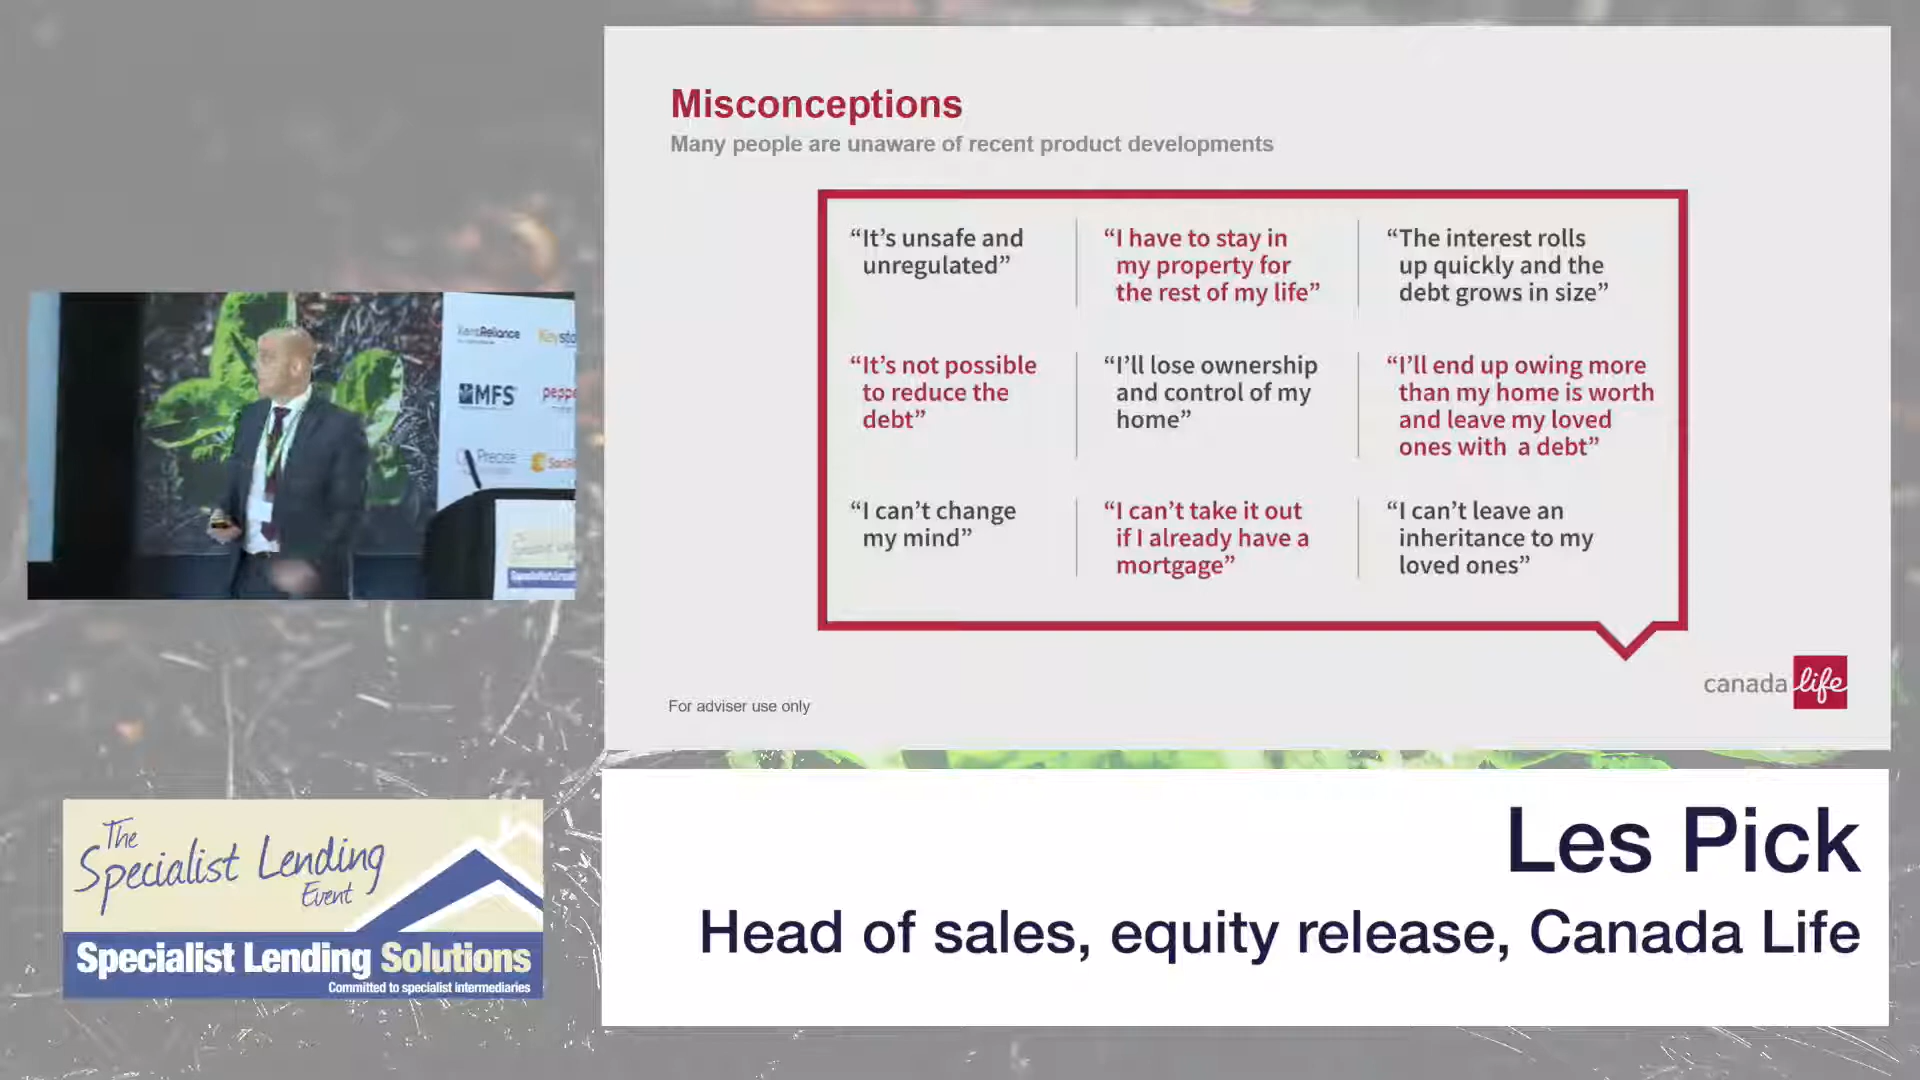 Misconceptions
Many people are unaware of recent product developments
“It’s unsafe and
unregulated”
“I have to stay in
my property for
the rest of my life”
“The interest rolls
up quickly and the
debt grows in size”
“It’s not possible
to reduce the
debt”
“I’ll lose ownership
and control of my
home”
“I’ll end up owing more
than my home is worth
and leave my loved
ones with a debt”
“I can’t change
my mind”
“I can’t take it out
if I already have a
mortgage”
“I can’t leave an
inheritance to my
loved ones”
canada life
For adviser use only
KentReliance
Keysto
MFS
peppe
Precise
The
Specialist Lending
Event
Specialist Lending Solutions
Committed to specialist intermediaries
Les Pick
Head of sales, equity release, Canada Life